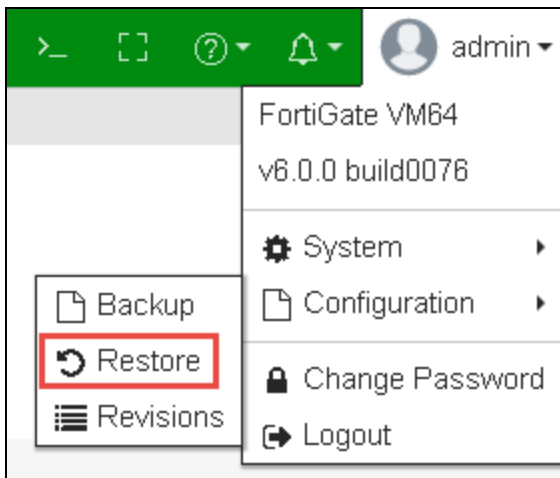 >_ admin
FortiGate VM64
v6.0.0 build0076
System
Configuration
Change Password
Logout
Backup
Restore
Revisions